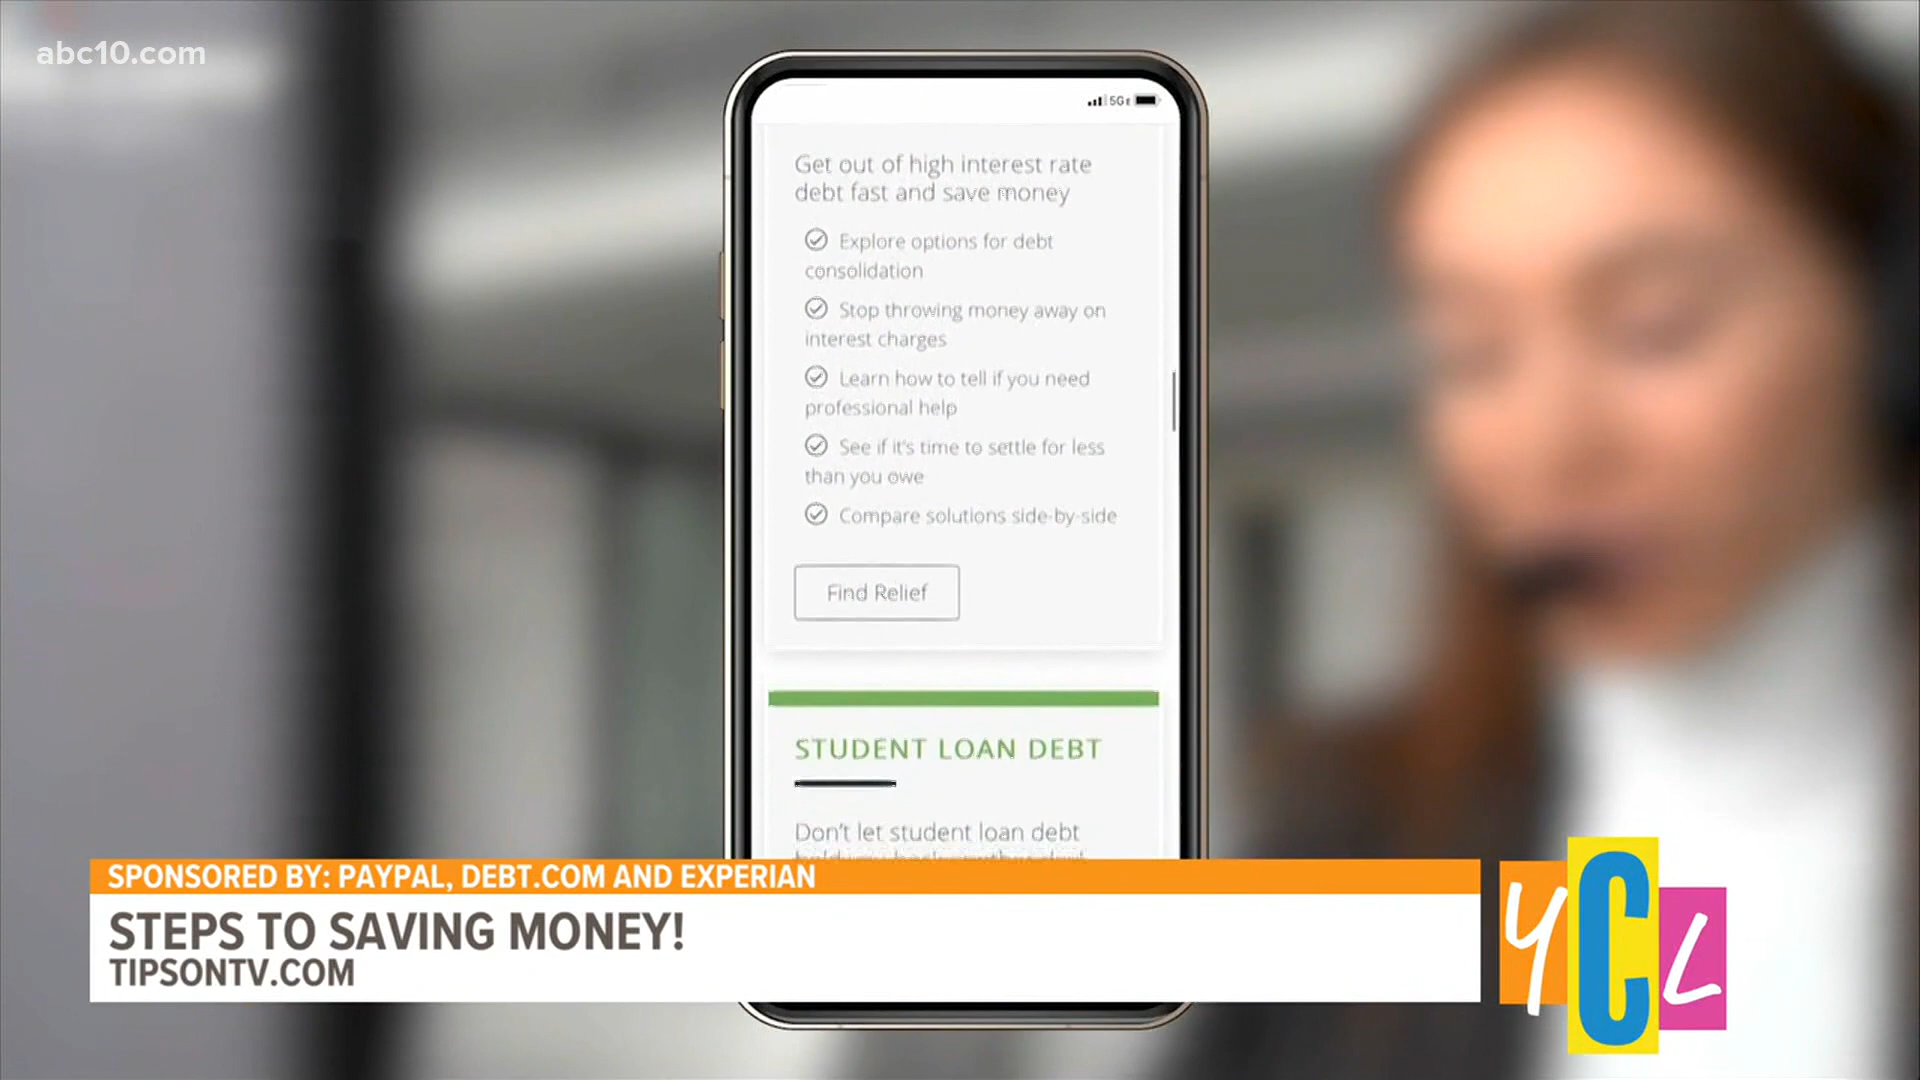 abc10.com
5G E
Get out of high interest rate
debt fast and save money
Explore options for debt
consolidation
Stop throwing money away on
interest charges
Learn how to tell if you need
professional help
See if it's time to settle for less
than you owe
Compare solutions side-by-side
Find Relief
STUDENT LOAN DEBT
Don't let student loan debt
SPONSORED BY: PAYPAL, DEBT.COM AND EXPERIAN
STEPS TO SAVING MONEY!
TIPSONTV.COM
YCL